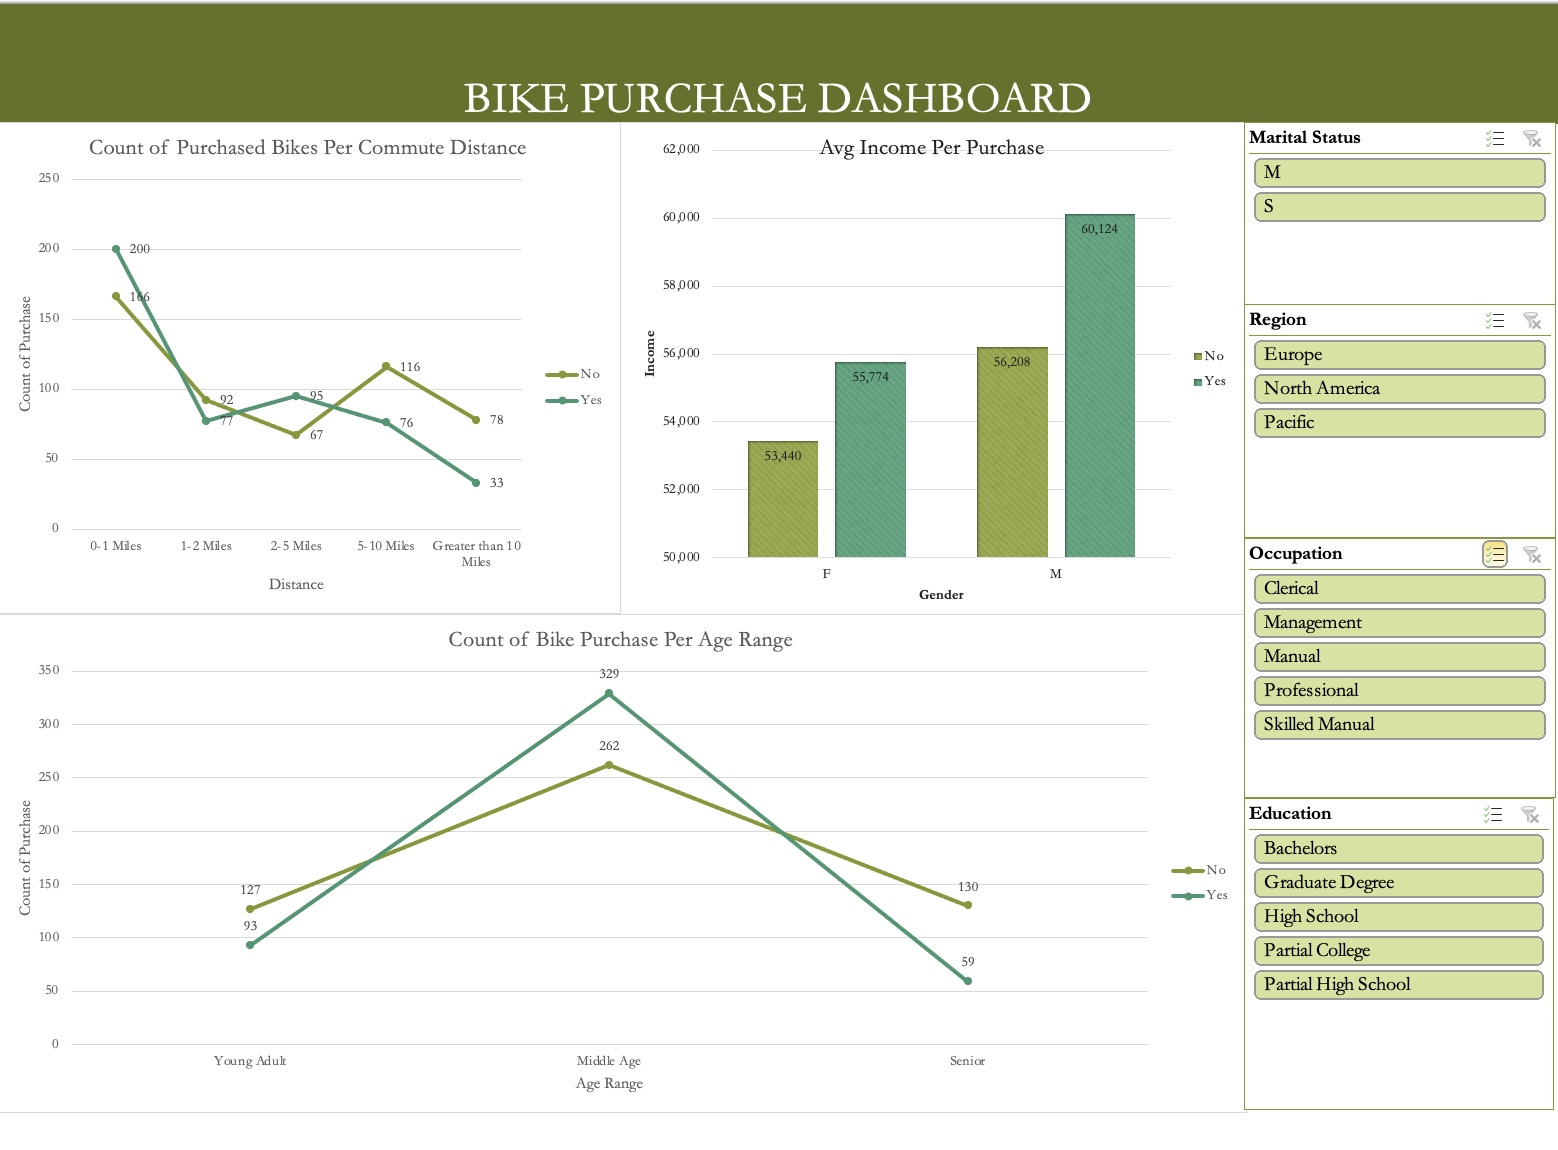 BIKE PURCHASE DASHBOARD
Count of Purchased Bikes Per Commute Distance
250
200
150
100
50
0
Count of Purchase
200
166
92
77
95
67
116
76
78
33
0-1 Miles
1-2 Miles
2-5 Miles
5-10 Miles
Greater than 10
Miles
Distance
No
Yes
Avg Income Per Purchase
62,000
60,000
58,000
56,000
54,000
52,000
50,000
Income
53,440
55,774
56,208
60,124
F
M
Gender
No
Yes
Count of Bike Purchase Per Age Range
350
300
250
200
150
100
50
0
Count of Purchase
127
93
329
262
130
59
Young Adult
Middle Age
Senior
Age Range
No
Yes
Marital Status
M
S
Region
Europe
North America
Pacific
Occupation
Clerical
Management
Manual
Professional
Skilled Manual
Education
Bachelors
Graduate Degree
High School
Partial College
Partial High School